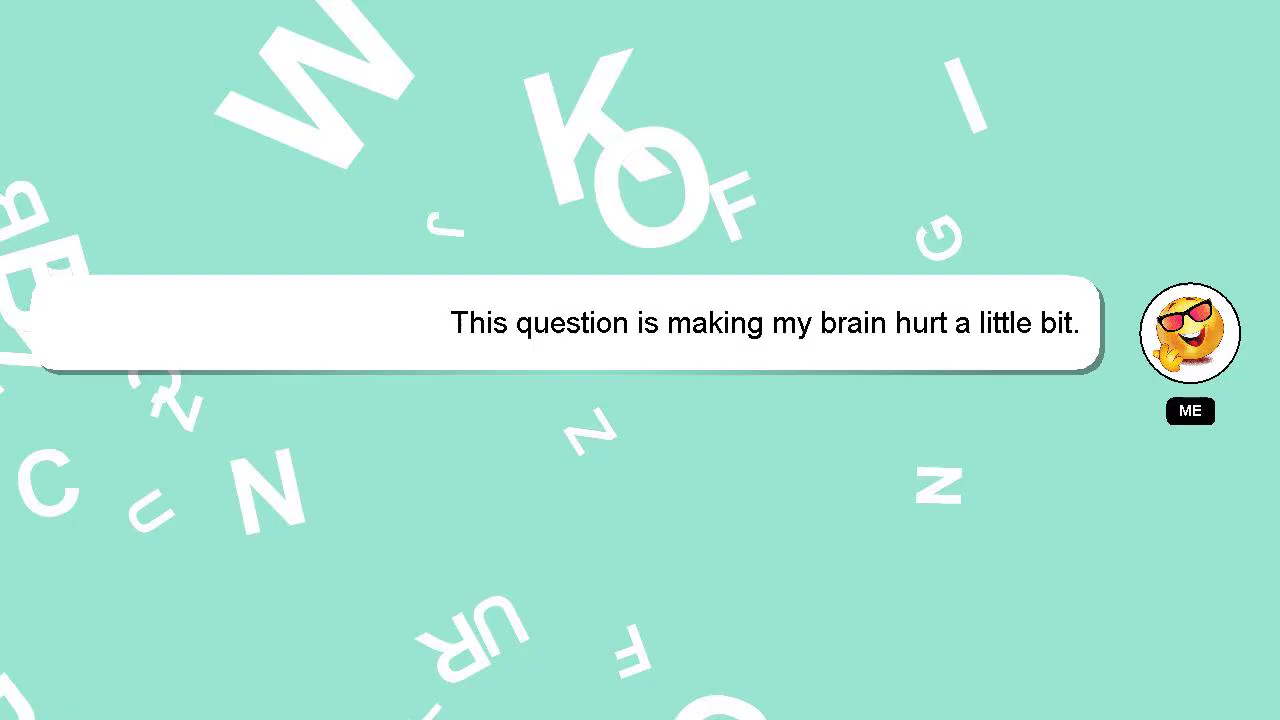 W
K
O
I
F
J
G
B
E
This question is making my brain hurt a little bit.
ME
Z
N
C
N
U
N
U
R
F